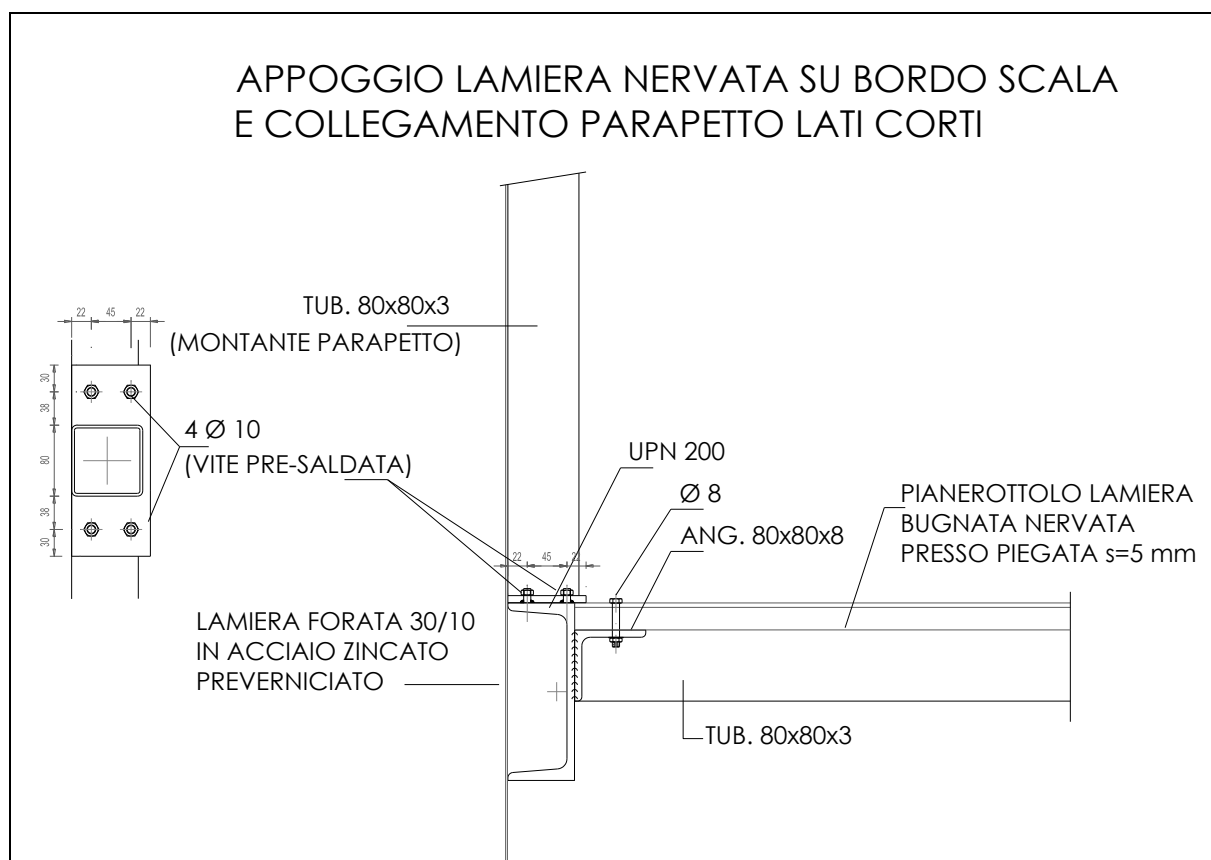 APPOGGIO LAMIERA NERVATA SU BORDO SCALA
E COLLEGAMENTO PARAPETTO LATI CORTI
TUB. 80x80x3
(MONTANTE PARAPETTO)
22 45 22
30
38
80
38
30
4 Ø 10
(VITE PRE-SALDATA)
UPN 200
Ø 8
ANG. 80x80x8
PIANEROTTOLO LAMIERA
BUGNATA NERVATA
PRESSO PIEGATA s=5 mm
22 45 22
LAMIERA FORATA 30/10
IN ACCIAIO ZINCATO
PREVERNICIATO
TUB. 80x80x3